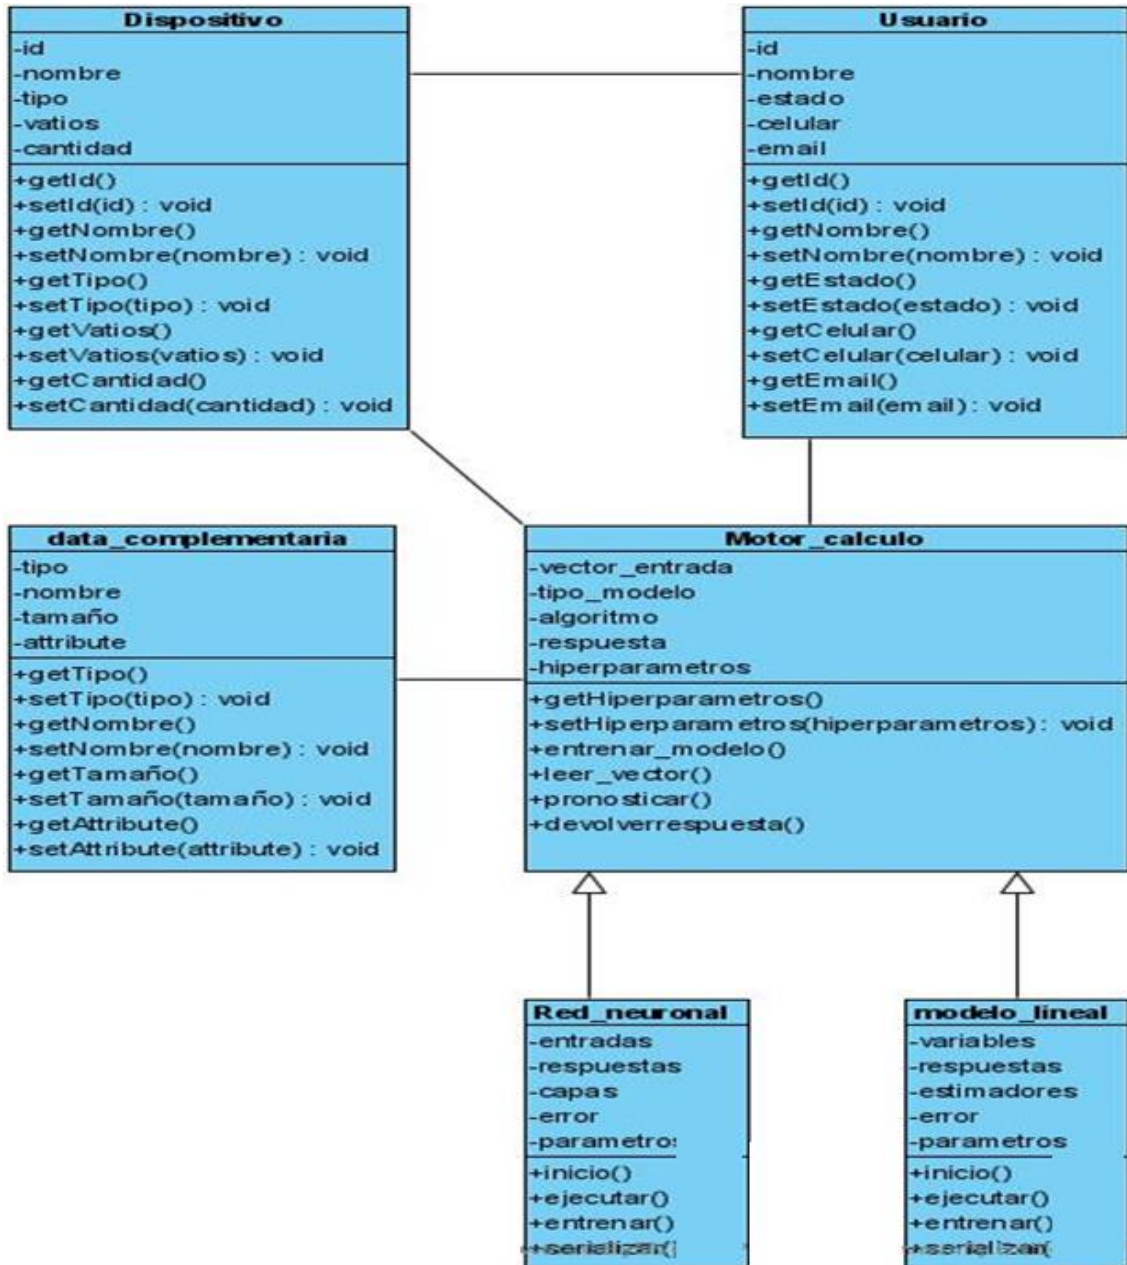 Dispositivo
-id
-nombre
-tipo
-vatios
-cantidad
+getId()
+setId(id) : void
+getNombre()
+setNombre(nombre) : void
+getTipo()
+setTipo(tipo) : void
+getVatios()
+setVatios(vatios) : void
+getCantidad()
+setCantidad(cantidad) : void
Usuario
-id
-nombre
-estado
-celular
-email
+getId()
+setId(id) : void
+getNombre()
+setNombre(nombre) : void
+getEstado()
+setEstado(estado) : void
+getCelular()
+setCelular(celular) : void
+getEmail()
+setEmail(email) : void
data_complementaria
-tipo
-nombre
-tamaño
-attribute
+getTipo()
+setTipo(tipo) : void
+getNombre()
+setNombre(nombre) : void
+getTamaño()
+setTamaño(tamaño) : void
+getAttribute()
+setAttribute(attribute) : void
Motor_calculo
-vector_entrada
-tipo_modelo
-algoritmo
-respuesta
-hiperparametros
+getHiperparametros()
+setHiperparametros(hiperparametros) : void
+entrenar_modelo()
+leer_vector()
+pronosticar()
+devolverrespuesta()
Red_neuronal
-entradas
-respuestas
-capas
-error
-parametros
+inicio()
+ejecutar()
+entrenar()
+serializar(
modelo_lineal
-variables
-respuestas
-estimadores
-error
-parametros
+inicio()
+ejecutar()
+entrenar()
+serializar(